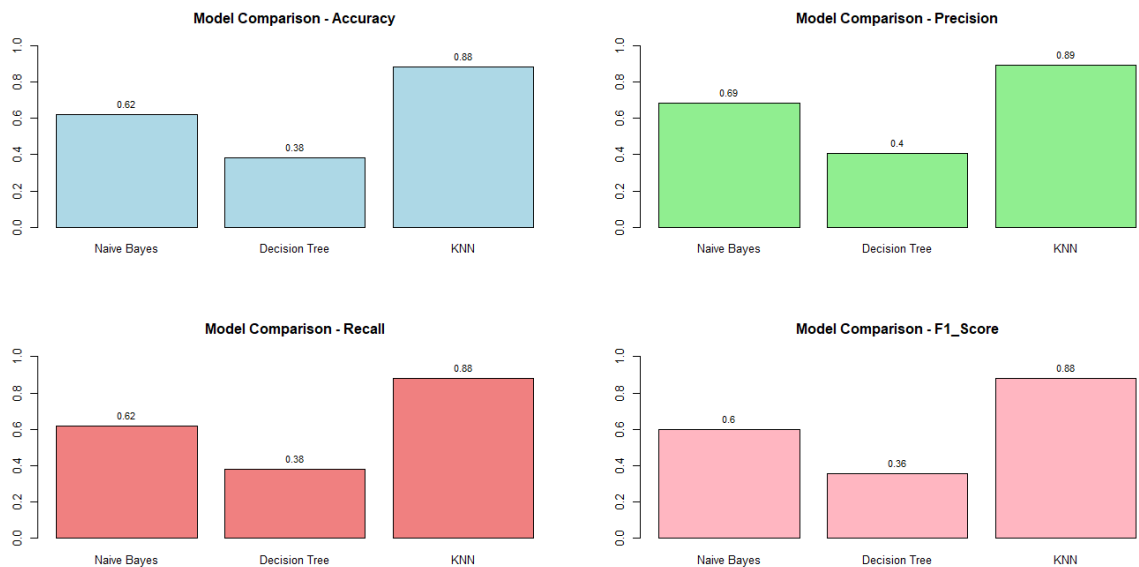 Model Comparison - Accuracy
1.0
0.8
0.6
0.4
0.2
0.0
0.62
0.38
0.88
Naive Bayes
Decision Tree
KNN
Model Comparison - Precision
1.0
0.8
0.6
0.4
0.2
0.0
0.69
0.4
0.89
Naive Bayes
Decision Tree
KNN
Model Comparison - Recall
1.0
0.8
0.6
0.4
0.2
0.0
0.62
0.38
0.88
Naive Bayes
Decision Tree
KNN
Model Comparison - F1_Score
1.0
0.8
0.6
0.4
0.2
0.0
0.6
0.36
0.88
Naive Bayes
Decision Tree
KNN